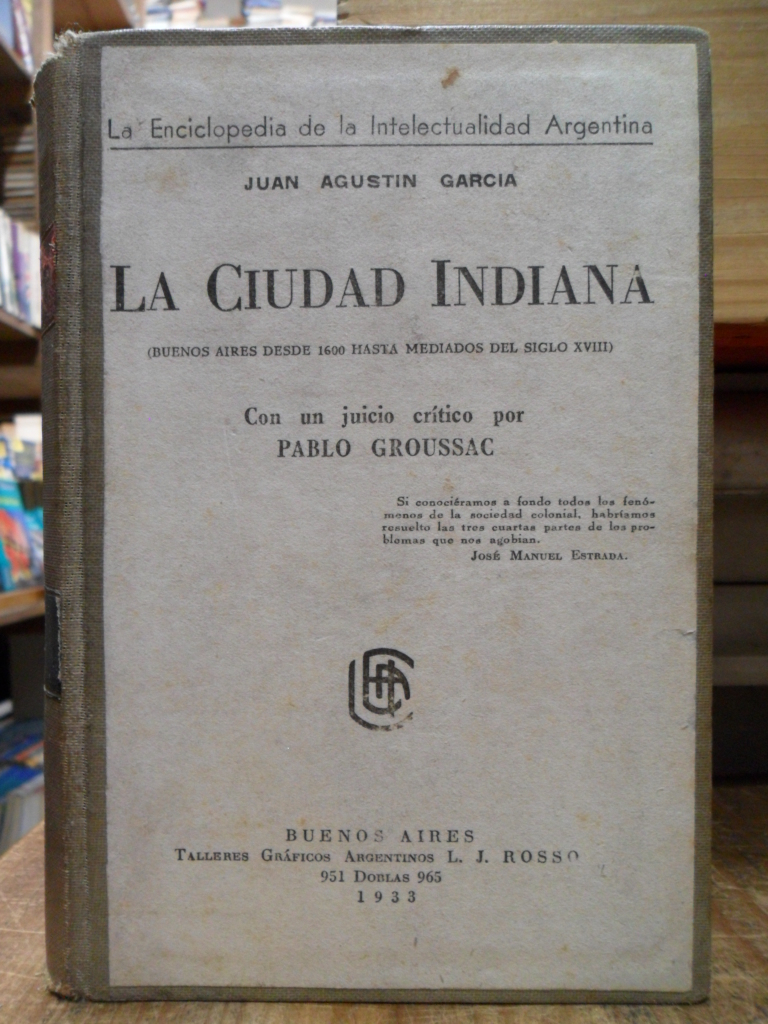 La Enciclopedia de la Intelectualidad Argentina
JUAN AGUSTIN GARCIA
LA CIUDAD INDIANA
(BUENOS AIRES DESDE 1600 HASTA MEDIADOS DEL SIGLO XVIII)
Con un juicio crítico por
PABLO GROUSSAC
Si conociéramos a fondo todos los fenó-
menos de la sociedad colonial, habríamos
resuelto las tres cuartas partes de los pro-
blemas que nos agobian.
JOSÉ MANUEL ESTRADA.
BUENOS AIRES
TALLERES GRÁFICOS ARGENTINOS L. J. ROSSO
951 DOBLAS 965
1933